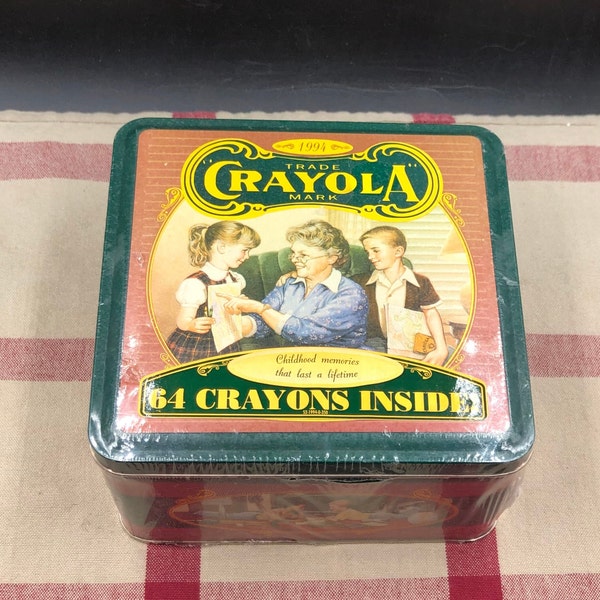 1994
TRADE
"CRAYOLA"
MARK
Childhood memories
that last a lifetime
64 CRAYONS INSIDE!